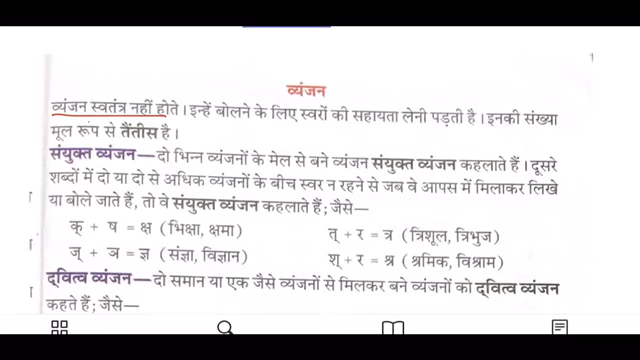 व्यंजन
व्यंजन स्वतंत्र नहीं होते। इन्हें बोलने के लिए स्वरों की सहायता लेनी पड़ती है। इनकी संख्या
मूल रूप से तैंतीस है।
संयुक्त व्यंजन— दो भिन्न व्यंजनों के मेल से बने व्यंजन संयुक्त व्यंजन कहलाते हैं। दूसरे
शब्दों में दो या दो से अधिक व्यंजनों के बीच स्वर न रहने से जब वे आपस में मिलाकर लिखे
या बोले जाते हैं, तो वे संयुक्त व्यंजन कहलाते हैं; जैसे—
क् + ष = क्ष (भिक्षा, क्षमा) त् + र = त्र (त्रिशूल, त्रिभुज)
ज् + ञ = ज्ञ (संज्ञा, विज्ञान) श् + र = श्र (श्रमिक, विश्राम)
द्‌वित्व व्यंजन— दो समान या एक जैसे व्यंजनों से मिलकर बने व्यंजनों को द्‌वित्व व्यंजन
कहते हैं; जैसे—